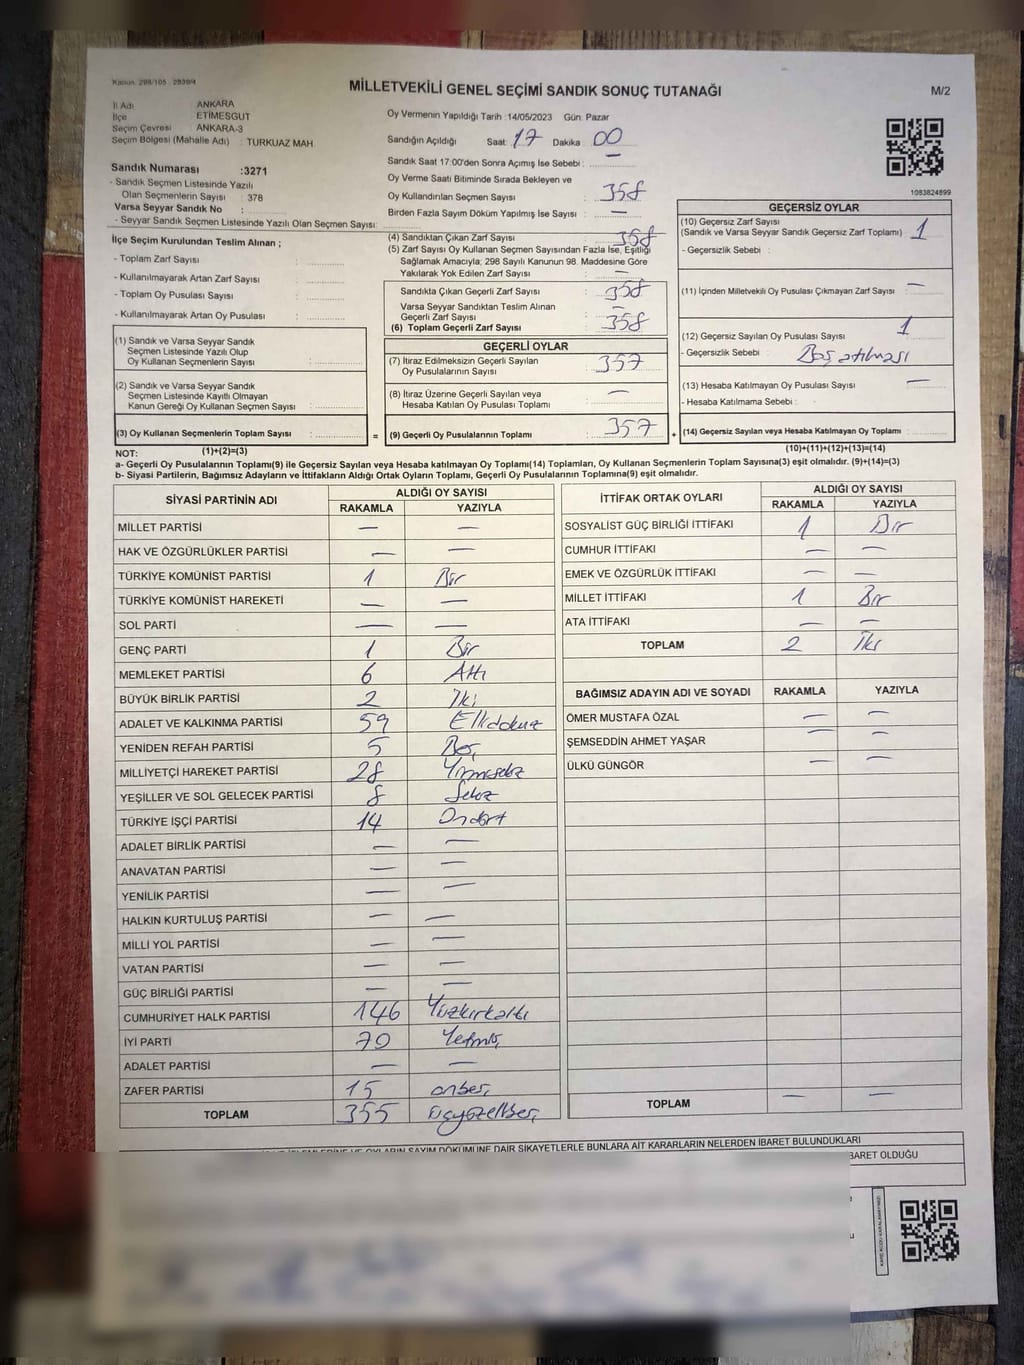 Kanun. 298/105 . 2839/4
MİLLETVEKİLİ GENEL SEÇİMİ SANDIK SONUÇ TUTANAĞI
M/2
İl Adı ANKARA
İlçe ETİMESGUT
Seçim Çevresi : ANKARA-3
Seçim Bölgesi (Mahalle Adı) : TURKUAZ MAH.
Sandık Numarası :3271
- Sandık Seçmen Listesinde Yazılı
Olan Seçmenlerin Sayısı : 378
Varsa Seyyar Sandık No :
- Seyyar Sandık Seçmen Listesinde Yazılı Olan Seçmen Sayısı:
Oy Vermenin Yapıldığı Tarih :14/05/2023 Gün: Pazar
Sandığın Açıldığı Saat: 17 Dakika : 00
Sandık Saat 17:00'den Sonra Açımış İse Sebebi : —
Oy Verme Saati Bitiminde Sırada Bekleyen ve
Oy Kullandırılan Seçmen Sayısı : 358
Birden Fazla Sayım Döküm Yapılmış İse Sayısı : —
1083824899
İlçe Seçim Kurulundan Teslim Alınan ;
- Toplam Zarf Sayısı :
- Kullanılmayarak Artan Zarf Sayısı :
- Toplam Oy Pusulası Sayısı :
- Kullanılmayarak Artan Oy Pusulası :
(1) Sandık ve Varsa Seyyar Sandık
Seçmen Listesinde Yazılı Olup
Oy Kullanan Seçmenlerin Sayısı :
(2) Sandık ve Varsa Seyyar Sandık
Seçmen Listesinde Kayıtlı Olmayan
Kanun Gereği Oy Kullanan Seçmen Sayısı :
(3) Oy Kullanan Seçmenlerin Toplam Sayısı :
(1)+(2)=(3)
(4) Sandıktan Çıkan Zarf Sayısı : 358
(5) Zarf Sayısı Oy Kullanan Seçmen Sayısından Fazla İse, Eşitliği
Sağlamak Amacıyla; 298 Sayılı Kanunun 98. Maddesine Göre
Yakılarak Yok Edilen Zarf Sayısı : —
Sandıkta Çıkan Geçerli Zarf Sayısı : 358
Varsa Seyyar Sandıktan Teslim Alınan
Geçerli Zarf Sayısı : —
(6) Toplam Geçerli Zarf Sayısı : 358
GEÇERLİ OYLAR
(7) İtiraz Edilmeksizin Geçerli Sayılan
Oy Pusulalarının Sayısı : 357
(8) İtiraz Üzerine Geçerli Sayılan veya
Hesaba Katılan Oy Pusulası Toplamı : —
= (9) Geçerli Oy Pusulalarının Toplamı : 357 +
GEÇERSİZ OYLAR
(10) Geçersiz Zarf Sayısı
(Sandık ve Varsa Seyyar Sandık Geçersiz Zarf Toplamı) : 1
- Geçersizlik Sebebi :
(11) İçinden Milletvekili Oy Pusulası Çıkmayan Zarf Sayısı : —
(12) Geçersiz Sayılan Oy Pusulası Sayısı : 1
- Geçersizlik Sebebi : Boş atılması
(13) Hesaba Katılmayan Oy Pusulası Sayısı : —
- Hesaba Katılmama Sebebi :
(14) Geçersiz Sayılan veya Hesaba Katılmayan Oy Toplamı :
(10)+(11)+(12)+(13)=(14)
NOT:
a- Geçerli Oy Pusulalarının Toplamı(9) ile Geçersiz Sayılan veya Hesaba katılmayan Oy Toplamı(14) Toplamları, Oy Kullanan Seçmenlerin Toplam Sayısına(3) eşit olmalıdır. (9)+(14)=(3)
b- Siyasi Partilerin, Bağımsız Adayların ve İttifakların Aldığı Ortak Oyların Toplamı, Geçerli Oy Pusulalarının Toplamına(9) eşit olmalıdır.
SİYASİ PARTİNİN ADI ALDIĞI OY SAYISI
RAKAMLA YAZIYLA
MİLLET PARTİSİ — —
HAK VE ÖZGÜRLÜKLER PARTİSİ — —
TÜRKİYE KOMÜNİST PARTİSİ 1 Bir
TÜRKİYE KOMÜNİST HAREKETİ — —
SOL PARTİ — —
GENÇ PARTİ 1 Bir
MEMLEKET PARTİSİ 6 Altı
BÜYÜK BİRLİK PARTİSİ 2 İki
ADALET VE KALKINMA PARTİSİ 59 Ellidokuz
YENİDEN REFAH PARTİSİ 5 Beş
MİLLİYETÇİ HAREKET PARTİSİ 28 Yirmisekiz
YEŞİLLER VE SOL GELECEK PARTİSİ 8 Sekiz
TÜRKİYE İŞÇİ PARTİSİ 14 Ondört
ADALET BİRLİK PARTİSİ — —
ANAVATAN PARTİSİ — —
YENİLİK PARTİSİ — —
HALKIN KURTULUŞ PARTİSİ — —
MİLLİ YOL PARTİSİ — —
VATAN PARTİSİ — —
GÜÇ BİRLİĞİ PARTİSİ — —
CUMHURİYET HALK PARTİSİ 146 Yüzkırkaltı
İYİ PARTİ 70 Yetmiş
ADALET PARTİSİ — —
ZAFER PARTİSİ 15 onbeş
TOPLAM 355 üçyüzellibeş
İTTİFAK ORTAK OYLARI ALDIĞI OY SAYISI
RAKAMLA YAZIYLA
SOSYALİST GÜÇ BİRLİĞİ İTTİFAKI 1 Bir
CUMHUR İTTİFAKI — —
EMEK VE ÖZGÜRLÜK İTTİFAKI — —
MİLLET İTTİFAKI 1 Bir
ATA İTTİFAKI — —
TOPLAM 2 İki
BAĞIMSIZ ADAYIN ADI VE SOYADI RAKAMLA YAZIYLA
ÖMER MUSTAFA ÖZAL — —
ŞEMSEDDİN AHMET YAŞAR — —
ÜLKÜ GÜNGÖR — —
TOPLAM — —
OYLARIN SAYIM DÖKÜMÜNE DAİR ŞİKAYETLERLE BUNLARA AİT KARARLARIN NELERDEN İBARET BULUNDUKLARI
BARET OLDUĞU